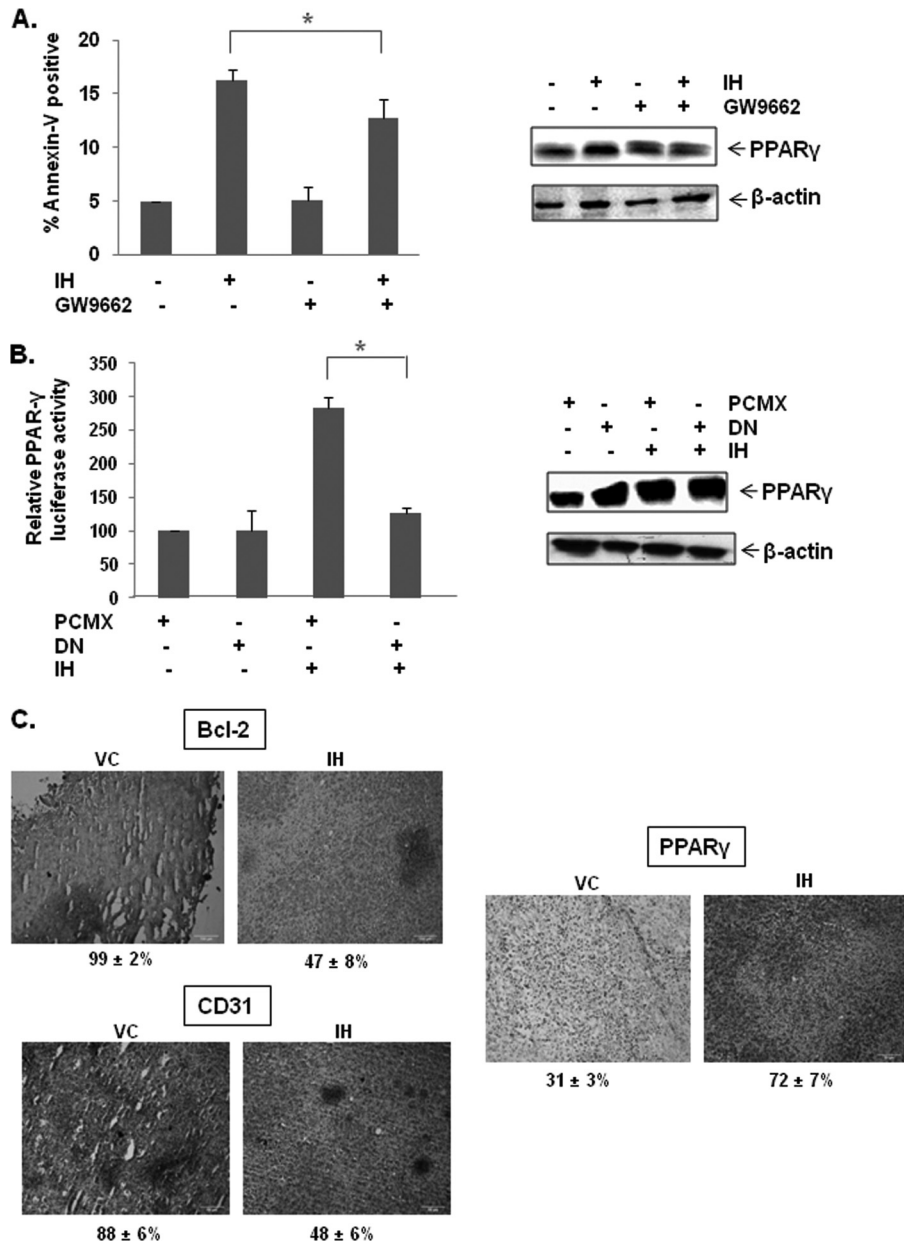 A.
% Annexin-V positive
20
15
10
5
0
*
IH - + - +
GW9662 - - + +
IH - + - +
GW9662 - - + +
←PPARγ
←β-actin
B.
Relative PPAR-γ
luciferase activity
350
300
250
200
150
100
50
0
*
PCMX + - + -
DN - + - +
IH - - + +
PCMX + - + -
DN - + - +
IH - - + +
←PPARγ
←β-actin
C.
Bcl-2
VC IH
99 ± 2% 47 ± 8%
CD31
VC IH
88 ± 6% 48 ± 6%
PPARγ
VC IH
31 ± 3% 72 ± 7%